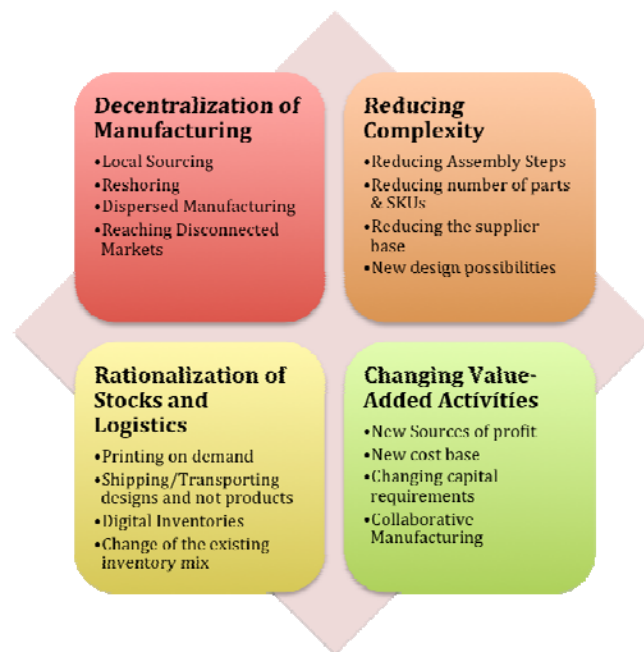 Decentralization of
Manufacturing
•Local Sourcing
•Reshoring
•Dispersed Manufacturing
•Reaching Disconnected
Markets
Reducing
Complexity
•Reducing Assembly Steps
•Reducing number of parts
& SKUs
•Reducing the supplier
base
•New design possibilities
Rationalization of
Stocks and
Logistics
•Printing on demand
•Shipping/Transporting
designs and not products
•Digital Inventories
•Change of the existing
inventory mix
Changing Value-
Added Activities
•New Sources of profit
•New cost base
•Changing capital
requirements
•Collaborative
Manufacturing